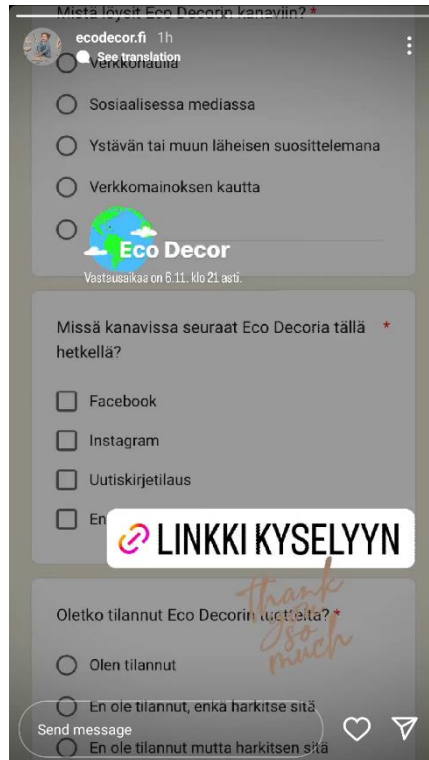 Mistä löysit Eco Decorin kanaviin? *
ecodecor.fi 1h
See translation
Verkkohaulla
Sosiaalisessa mediassa
Ystävän tai muun läheisen suosittelemana
Verkkomainoksen kautta
Eco Decor
Vastausaikaa on 6.11. klo 21 asti.
Missä kanavissa seuraat Eco Decoria tällä *
hetkellä?
Facebook
Instagram
Uutiskirjetilaus
En
LINKKI KYSELYYN
thank
you
so
much
Oletko tilannut Eco Decorin tuotteita? *
Olen tilannut
En ole tilannut, enkä harkitse sitä
Send message
En ole tilannut mutta harkitsen sitä